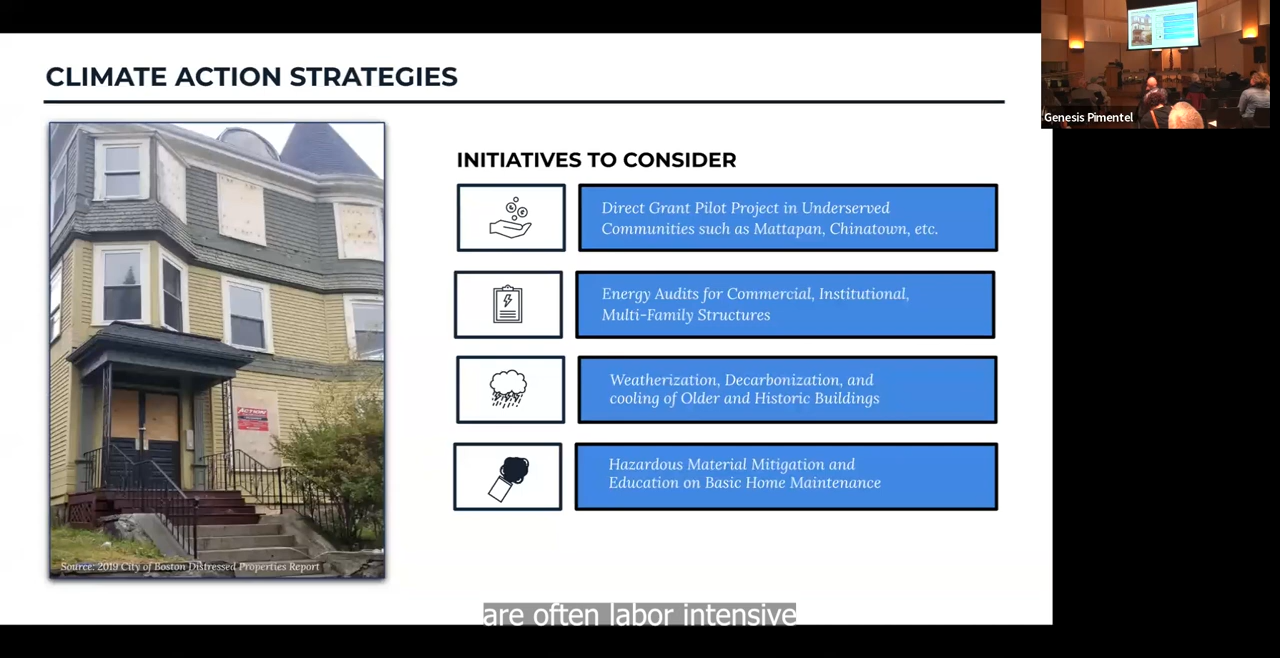 CLIMATE ACTION STRATEGIES
Genesis Pimentel
INITIATIVES TO CONSIDER
Direct Grant Pilot Project in Underserved
Communities such as Mattapan, Chinatown, etc.
Energy Audits for Commercial, Institutional,
Multi-Family Structures
Weatherization, Decarbonization, and
cooling of Older and Historic Buildings
Hazardous Material Mitigation and
Education on Basic Home Maintenance
ACTION
Source: 2019 City of Boston Distressed Properties Report
are often labor intensive